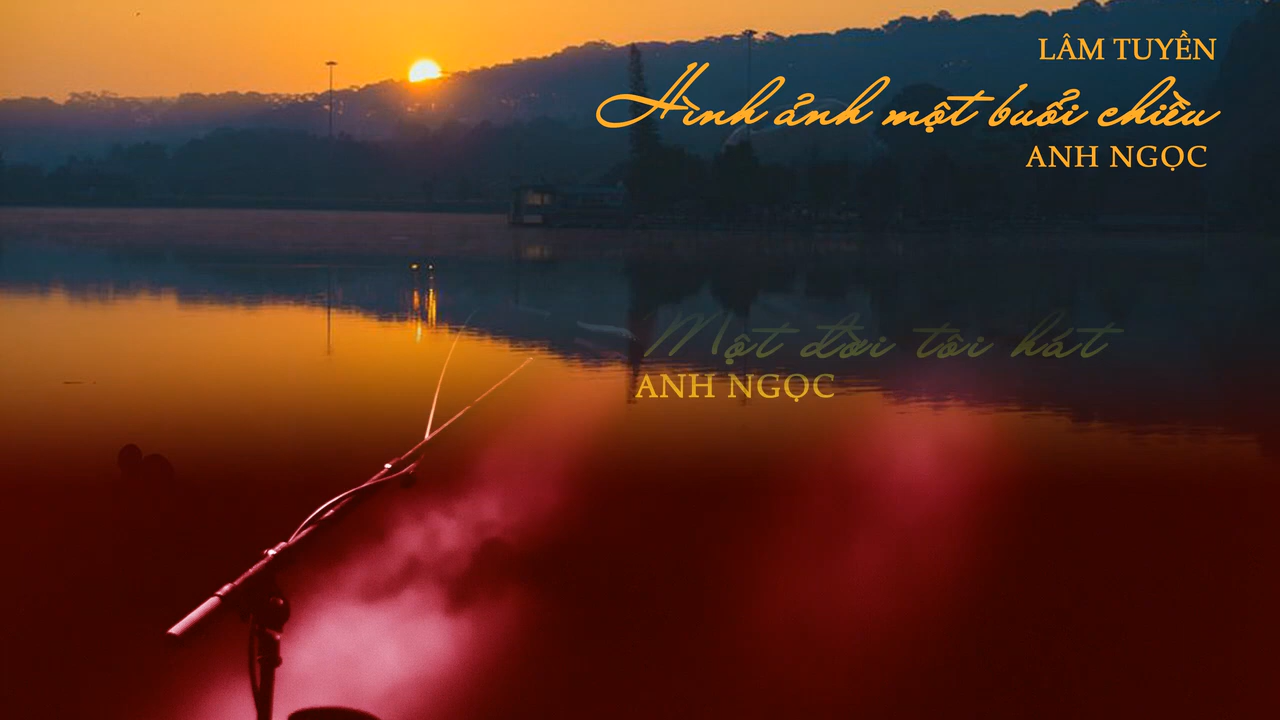 LÂM TUYỀN
Hình ảnh một buổi chiều
ANH NGỌC
Một đời tôi hát
ANH NGỌC